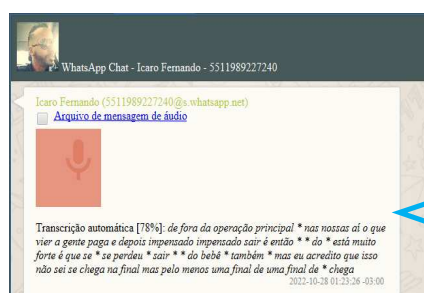 WhatsApp Chat - Icaro Fernando - 5511989227240
Icaro Fernando (5511989227240@s.whatsapp.net)
Arquivo de mensagem de áudio
Transcrição automática [78%]: de fora da operação principal * nas nossas aí o que
vier a gente paga e depois impensado impensado sair é então * * do * está muito
forte é que se * se perdeu * sair * * do bebê * também * mas eu acredito que isso
não sei se chega na final mas pelo menos uma final de uma final de * chega
2022-10-28 01:23:26 -03:00